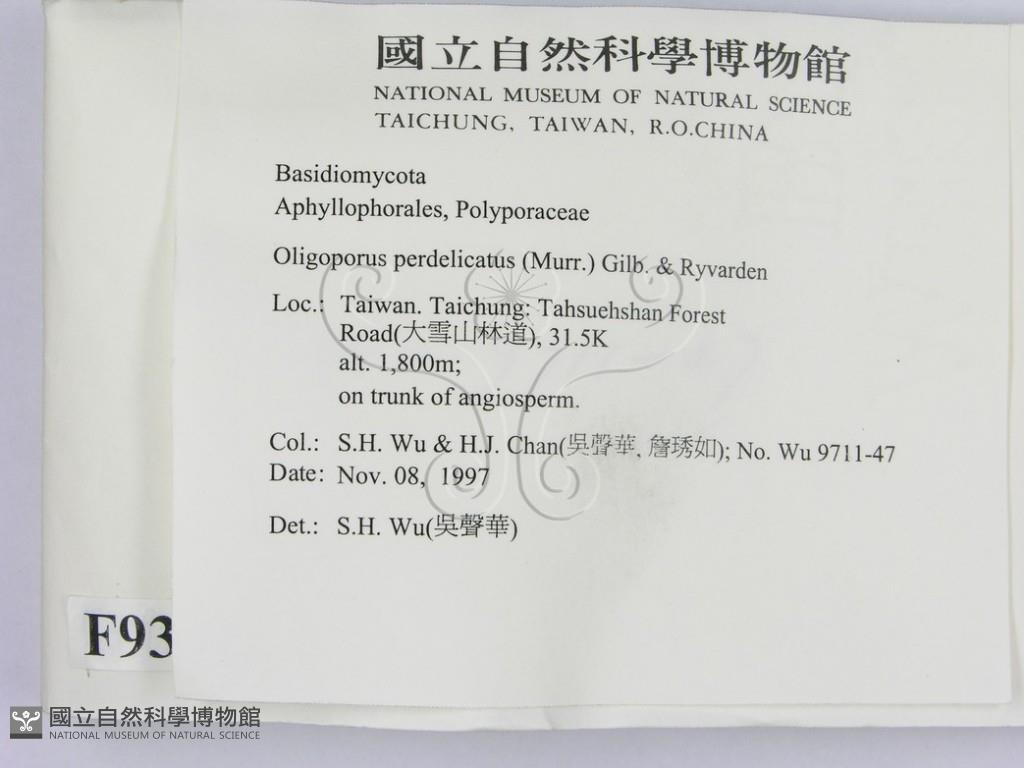 國立自然科學博物館
NATIONAL MUSEUM OF NATURAL SCIENCE
TAICHUNG, TAIWAN, R.O.CHINA
Basidiomycota
Aphyllophorales, Polyporaceae
Oligoporus perdelicatus (Murr.) Gilb. & Ryvarden
Loc.: Taiwan. Taichung: Tahsuehshan Forest
Road(大雪山林道), 31.5K
alt. 1,800m;
on trunk of angiosperm.
Col.: S.H. Wu & H.J. Chan(吳聲華, 詹琇如); No. Wu 9711-47
Date: Nov. 08, 1997
Det.: S.H. Wu(吳聲華)
F93
國立自然科學博物館
NATIONAL MUSEUM OF NATURAL SCIENCE